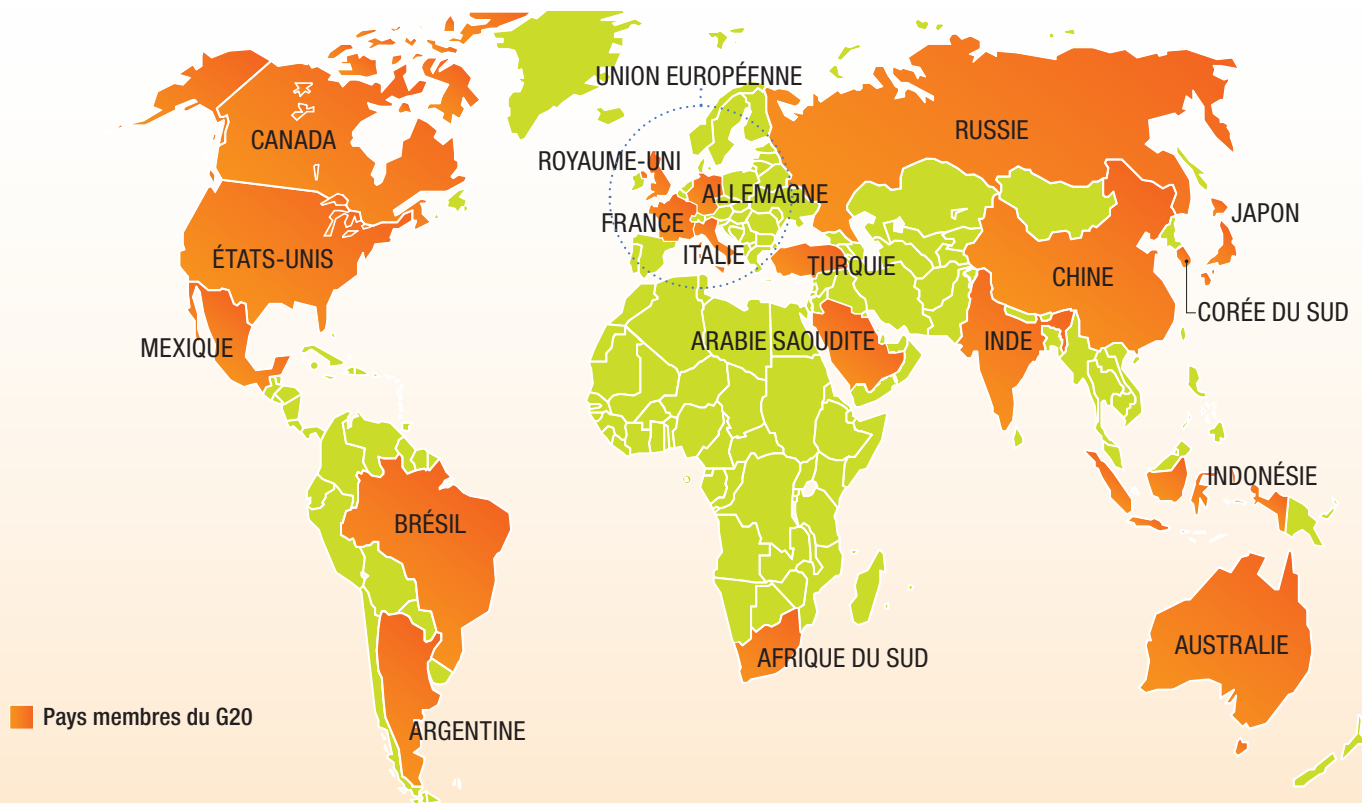 UNION EUROPÉENNE
RUSSIE
CANADA
ROYAUME-UNI
ALLEMAGNE
FRANCE
JAPON
ITALIE
ÉTATS-UNIS
TURQUIE
CHINE
CORÉE DU SUD
MEXIQUE
ARABIE SAOUDITE
INDE
INDONÉSIE
BRÉSIL
AUSTRALIE
AFRIQUE DU SUD
Pays membres du G20
ARGENTINE